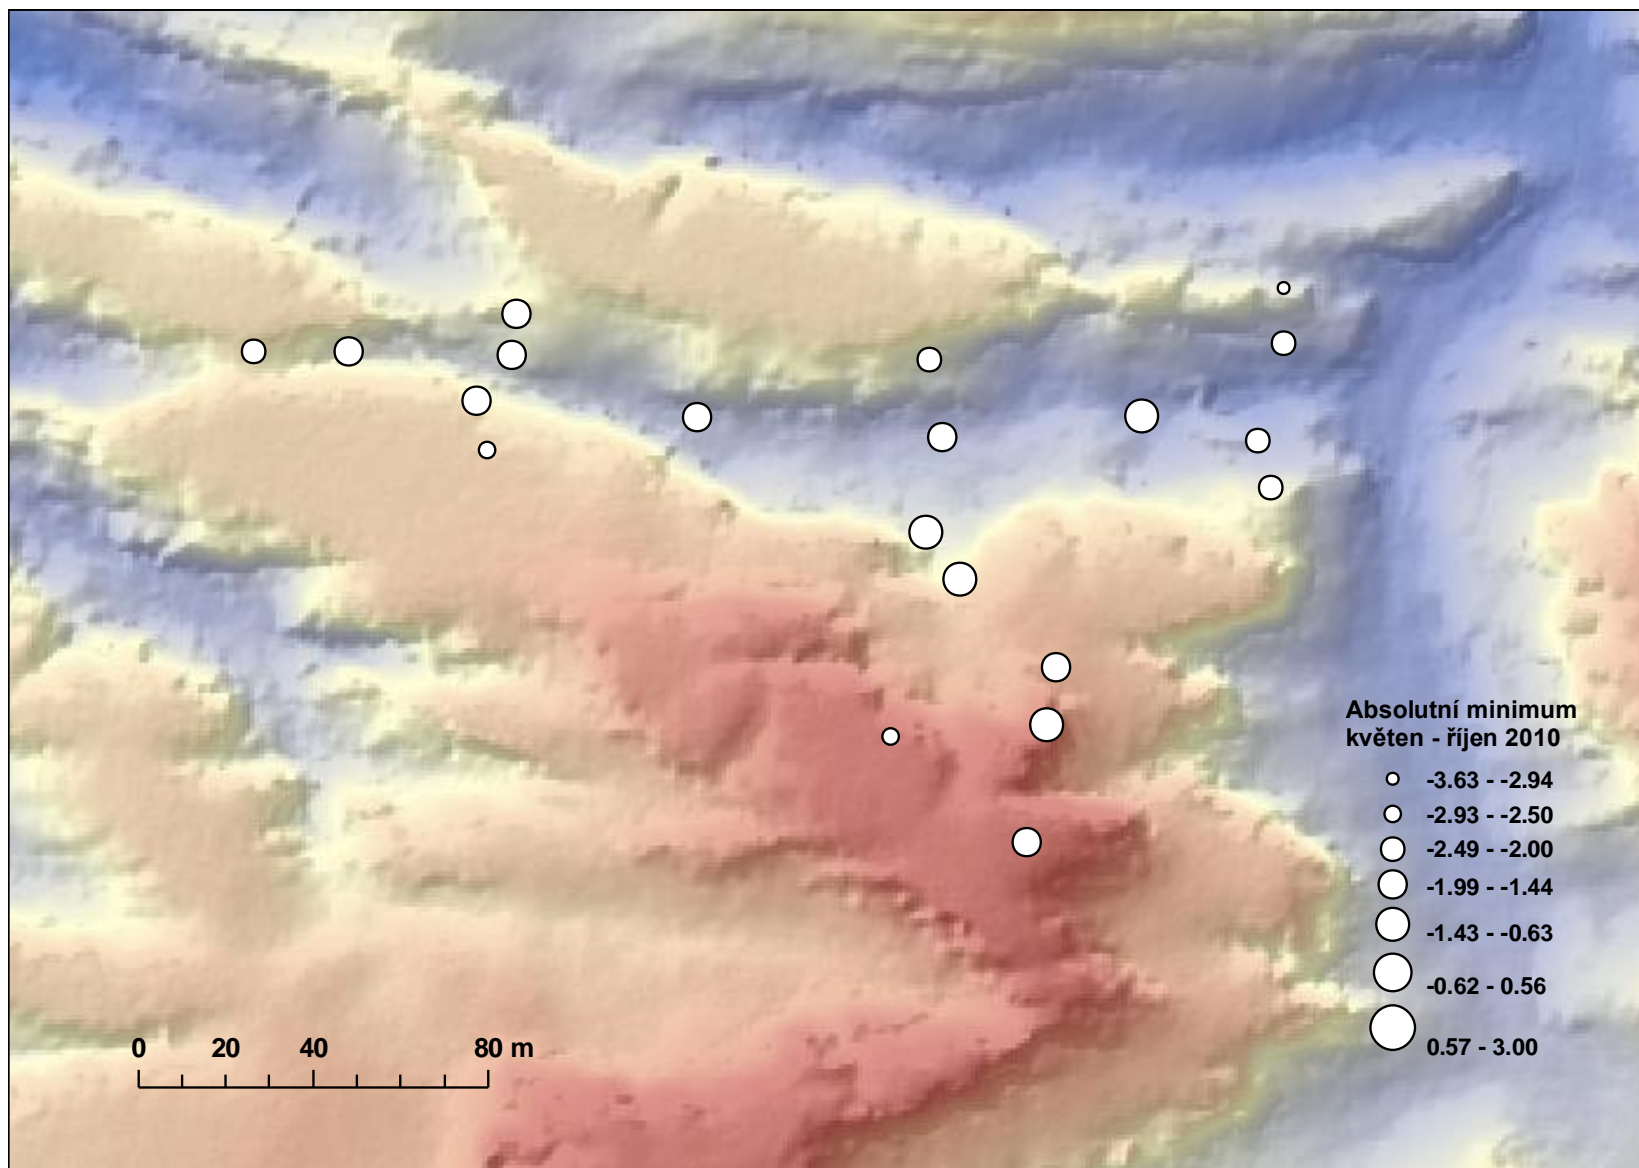 Absolutní minimum
květen - říjen 2010
-3.63 - -2.94
-2.93 - -2.50
-2.49 - -2.00
-1.99 - -1.44
-1.43 - -0.63
-0.62 - 0.56
0.57 - 3.00
0 20 40 80 m